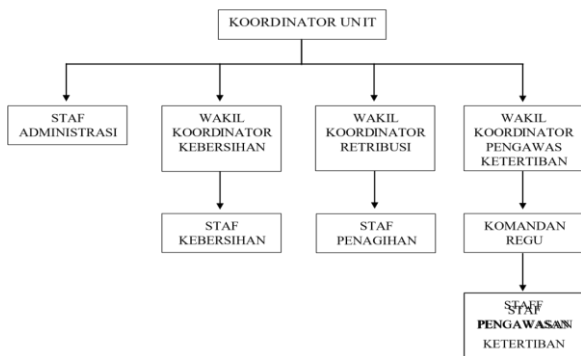 KOORDINATOR UNIT
STAF
ADMINISTRASI
WAKIL
KOORDINATOR
KEBERSIHAN
WAKIL
KOORDINATOR
RETRIBUSI
WAKIL
KOORDINATOR
PENGAWAS
KETERTIBAN
STAF
KEBERSIHAN
STAF
PENAGIHAN
KOMANDAN
REGU
STAFF
STAF
PENGAWASAN
KETERTIBAN